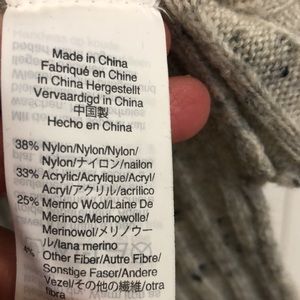 Made in China
Fabriqué en Chine
in China Hergestellt
Vervaardigd in China
中国製
Hecho en China
38% Nylon/Nylon/Nylon/
Nylon/ナイロン/nailon
33% Acrylic/Acrylique/Acryl/
Acryl/アクリル/acrílico
25% Merino Wool/Laine De
Merinos/Merinowolle/
Merinowol/メリノウー
ル/lana merino
4% Other Fiber/Autre Fibre/
Sonstige Faser/Andere
Vezel/その他の繊維/otra
fibra